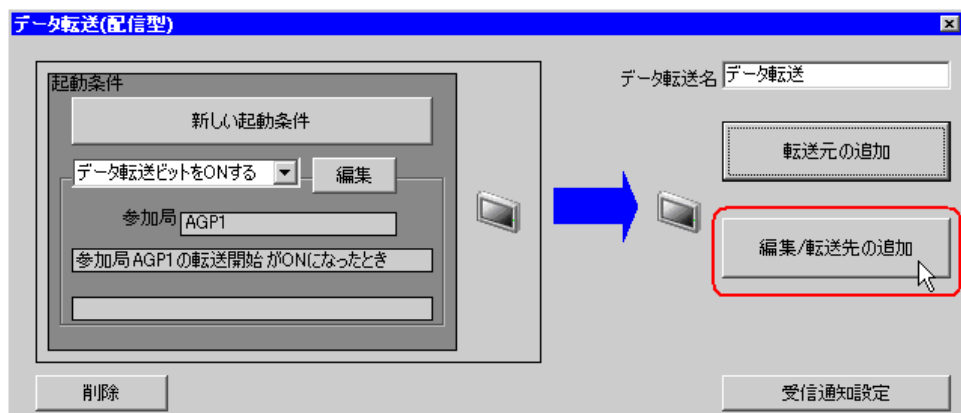 データ転送(配信型)
データ転送名 データ転送
起動条件
新しい起動条件
データ転送ビットをONする 編集
参加局 AGP1
参加局 AGP1 の転送開始 がONになったとき
転送元の追加
編集/転送先の追加
削除
受信通知設定